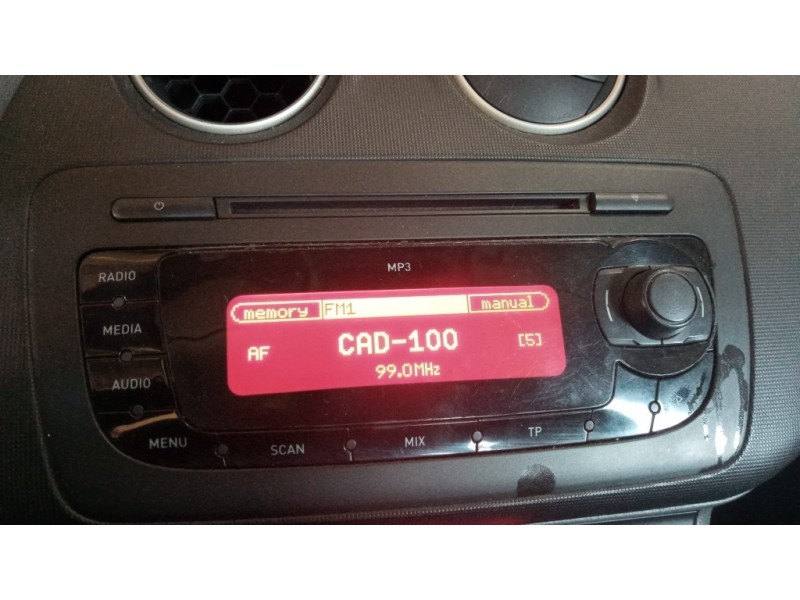 MP3
RADIO
MEDIA
AUDIO
memory FM1 manual
AF CAD-100 [5]
99.0MHz
MENU SCAN MIX TP